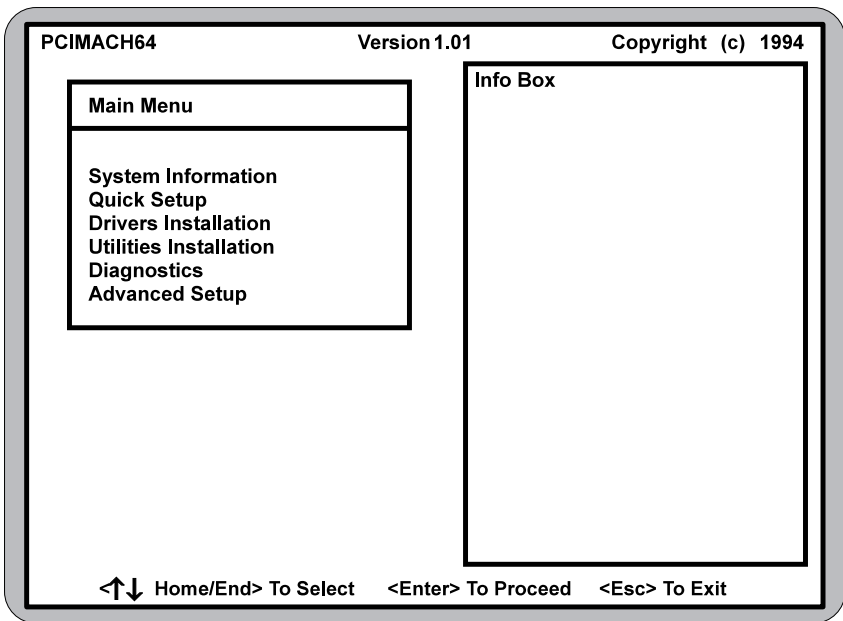 PCIMACH64 Version 1.01 Copyright (c) 1994
Info Box
Main Menu
System Information
Quick Setup
Drivers Installation
Utilities Installation
Diagnostics
Advanced Setup
<↑↓ Home/End> To Select <Enter> To Proceed <Esc> To Exit